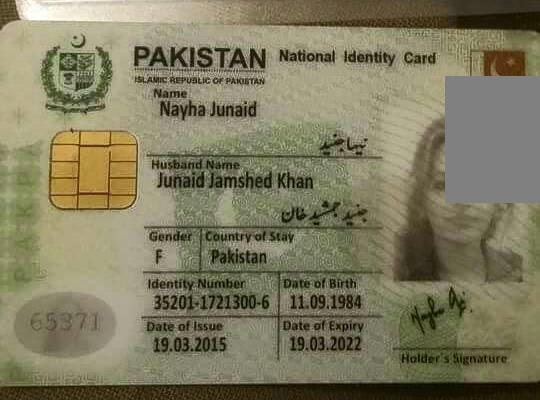 PAKISTAN National Identity Card
ISLAMIC REPUBLIC OF PAKISTAN
Name
Nayha Junaid
نیہا جنید
Husband Name
Junaid Jamshed Khan
جنید جمشید خان
Gender Country of Stay
F Pakistan
Identity Number Date of Birth
35201-1721300-6 11.09.1984
65371
Date of Issue Date of Expiry
19.03.2015 19.03.2022
Holder's Signature